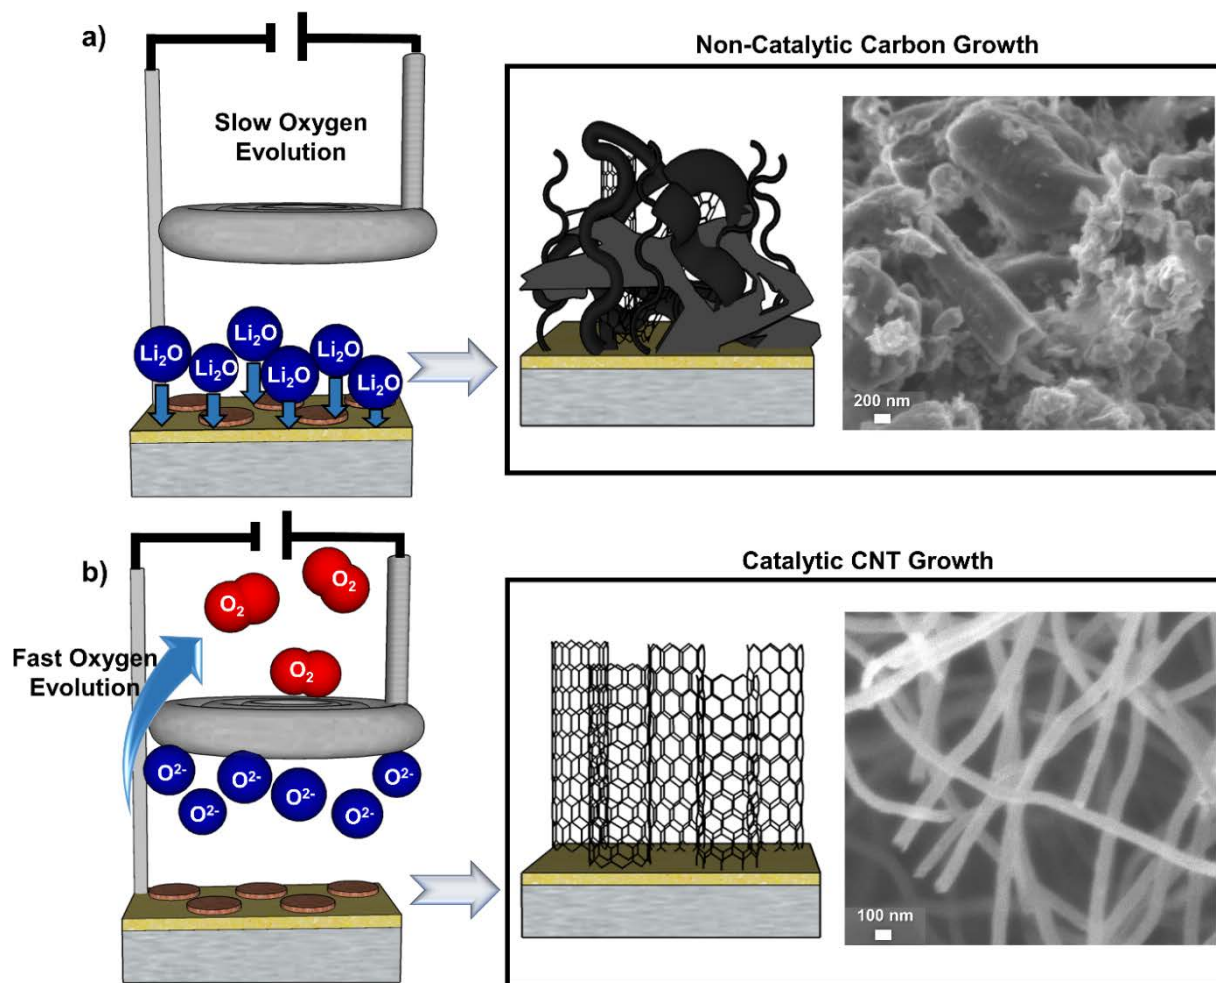 a)
Slow Oxygen
Evolution
Li₂O
Li₂O
Li₂O
Li₂O
Li₂O
Li₂O
Non-Catalytic Carbon Growth
200 nm
b)
O₂
O₂
O₂
Fast Oxygen
Evolution
O²⁻
O²⁻
O²⁻
O²⁻
O²⁻
O²⁻
Catalytic CNT Growth
100 nm